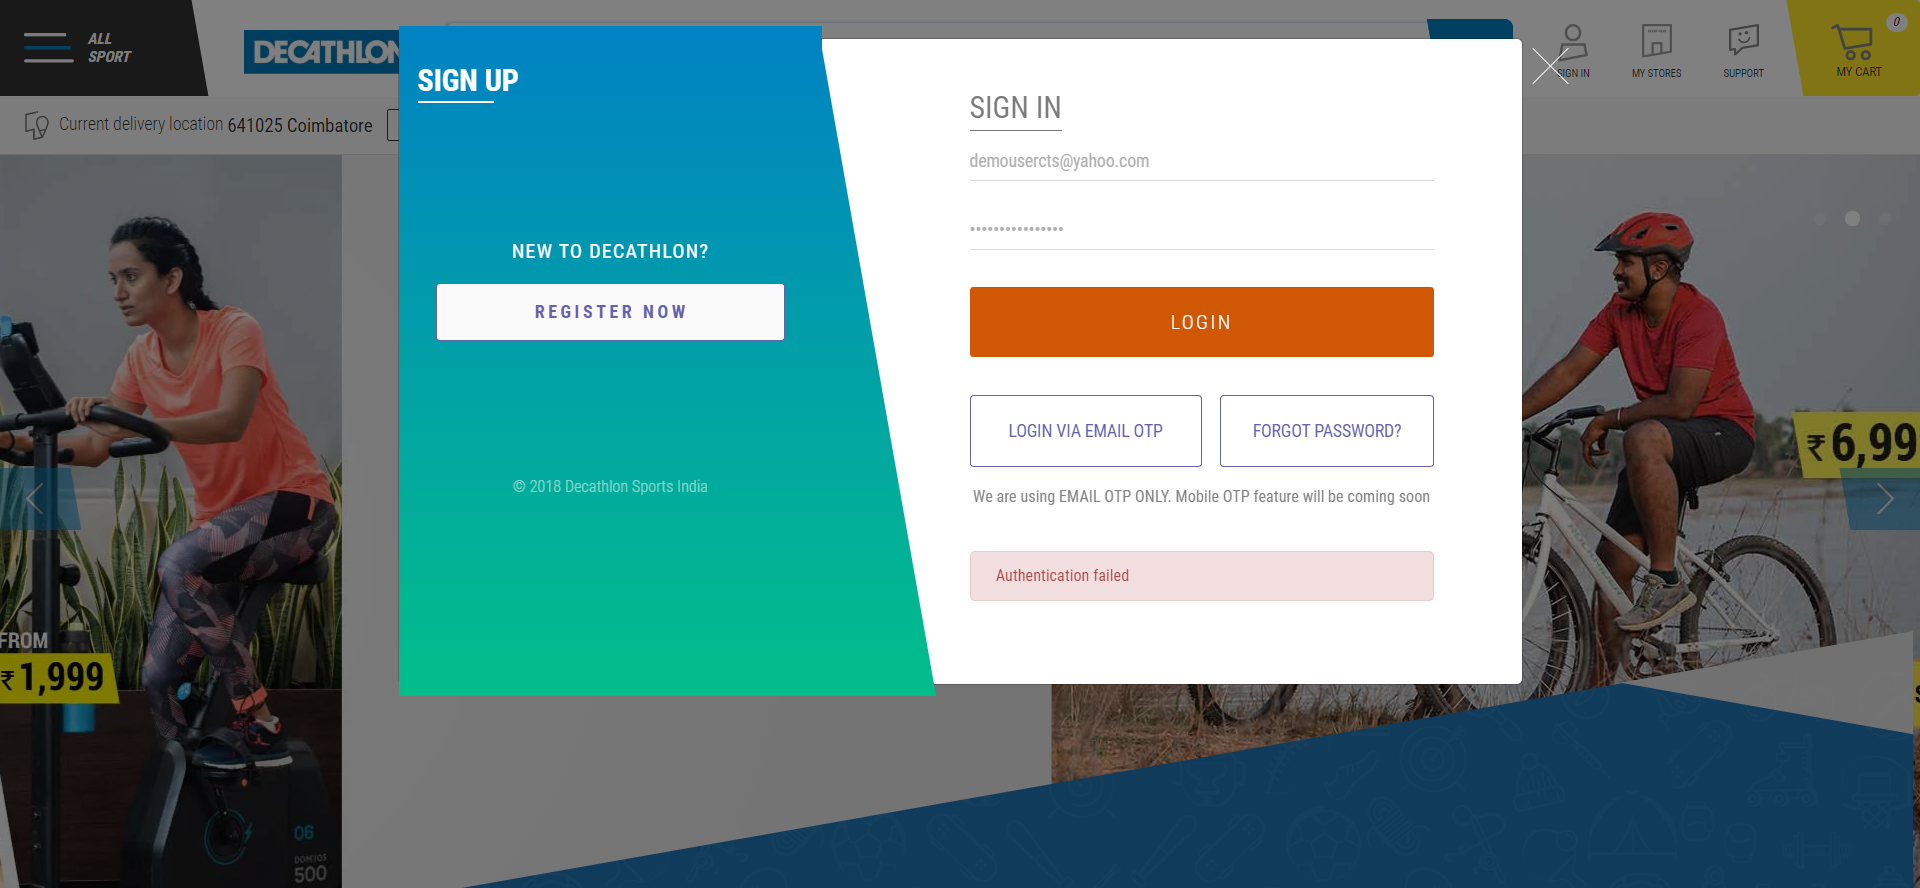 ALL
SPORT
DECATHLON
SIGN IN
MY STORES
SUPPORT
0
MY CART
Current delivery location 641025 Coimbatore
SIGN UP
NEW TO DECATHLON?
REGISTER NOW
© 2018 Decathlon Sports India
SIGN IN
demousercts@yahoo.com
••••••••••••••••
LOGIN
LOGIN VIA EMAIL OTP
FORGOT PASSWORD?
We are using EMAIL OTP ONLY. Mobile OTP feature will be coming soon
Authentication failed
FROM
₹1,999
₹6,99
06
DOMYOS
500